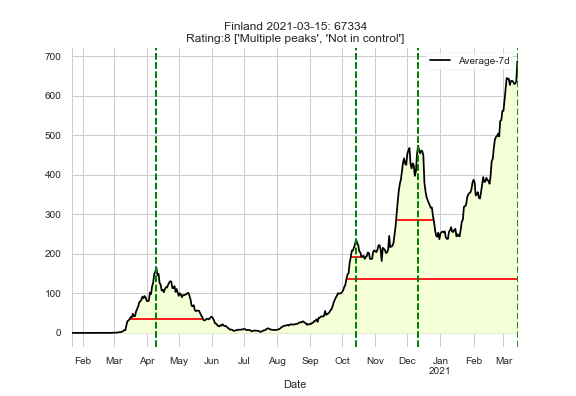 Finland 2021-03-15: 67334
Rating:8 ['Multiple peaks', 'Not in control']
Average-7d
700
600
500
400
300
200
100
0
Feb Mar Apr May Jun Jul Aug Sep Oct Nov Dec Jan Feb Mar
2021
Date